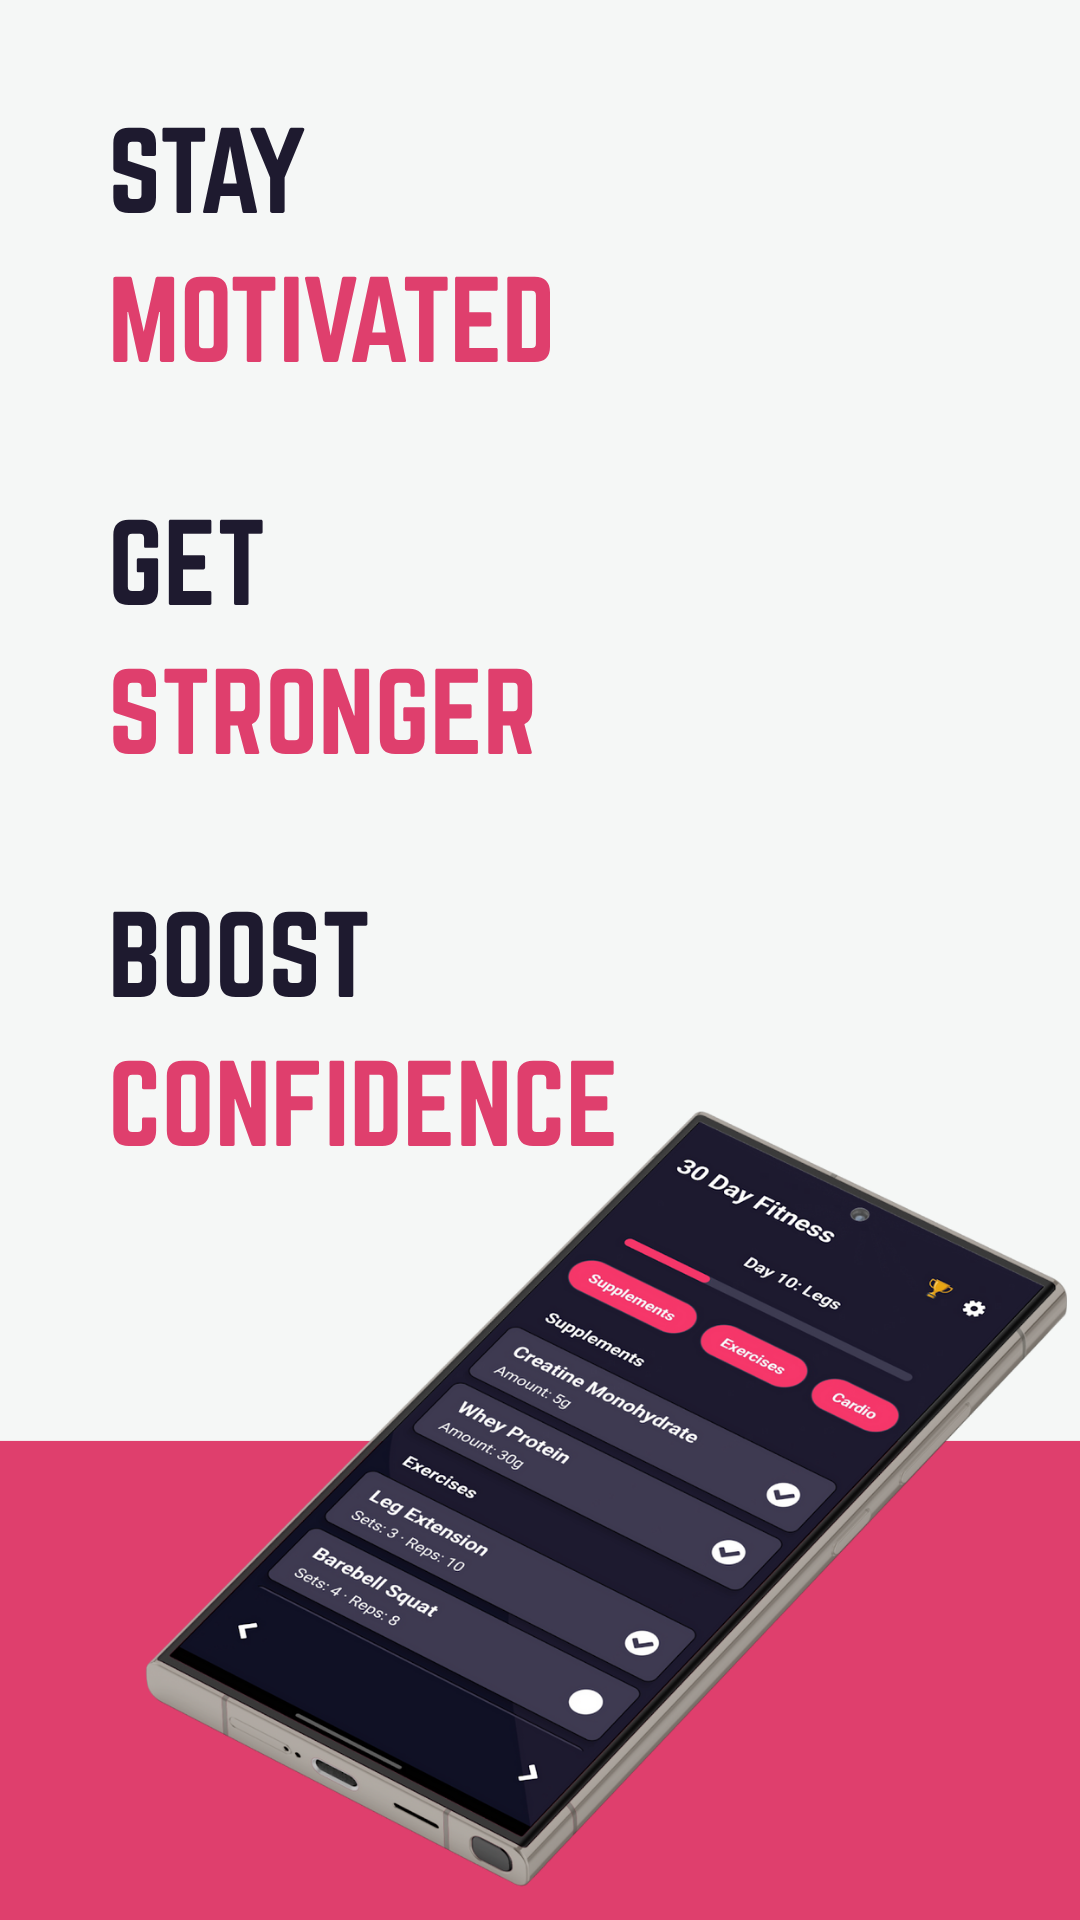 STAY
MOTIVATED
GET
STRONGER
BOOST
CONFIDENCE
30 Day Fitness
Day 10: Legs
Supplements
Exercises
Cardio
Supplements
Creatine Monohydrate
Amount: 5g
Whey Protein
Amount: 30g
Exercises
Leg Extension
Sets: 3 · Reps: 10
Barebell Squat
Sets: 4 · Reps: 8